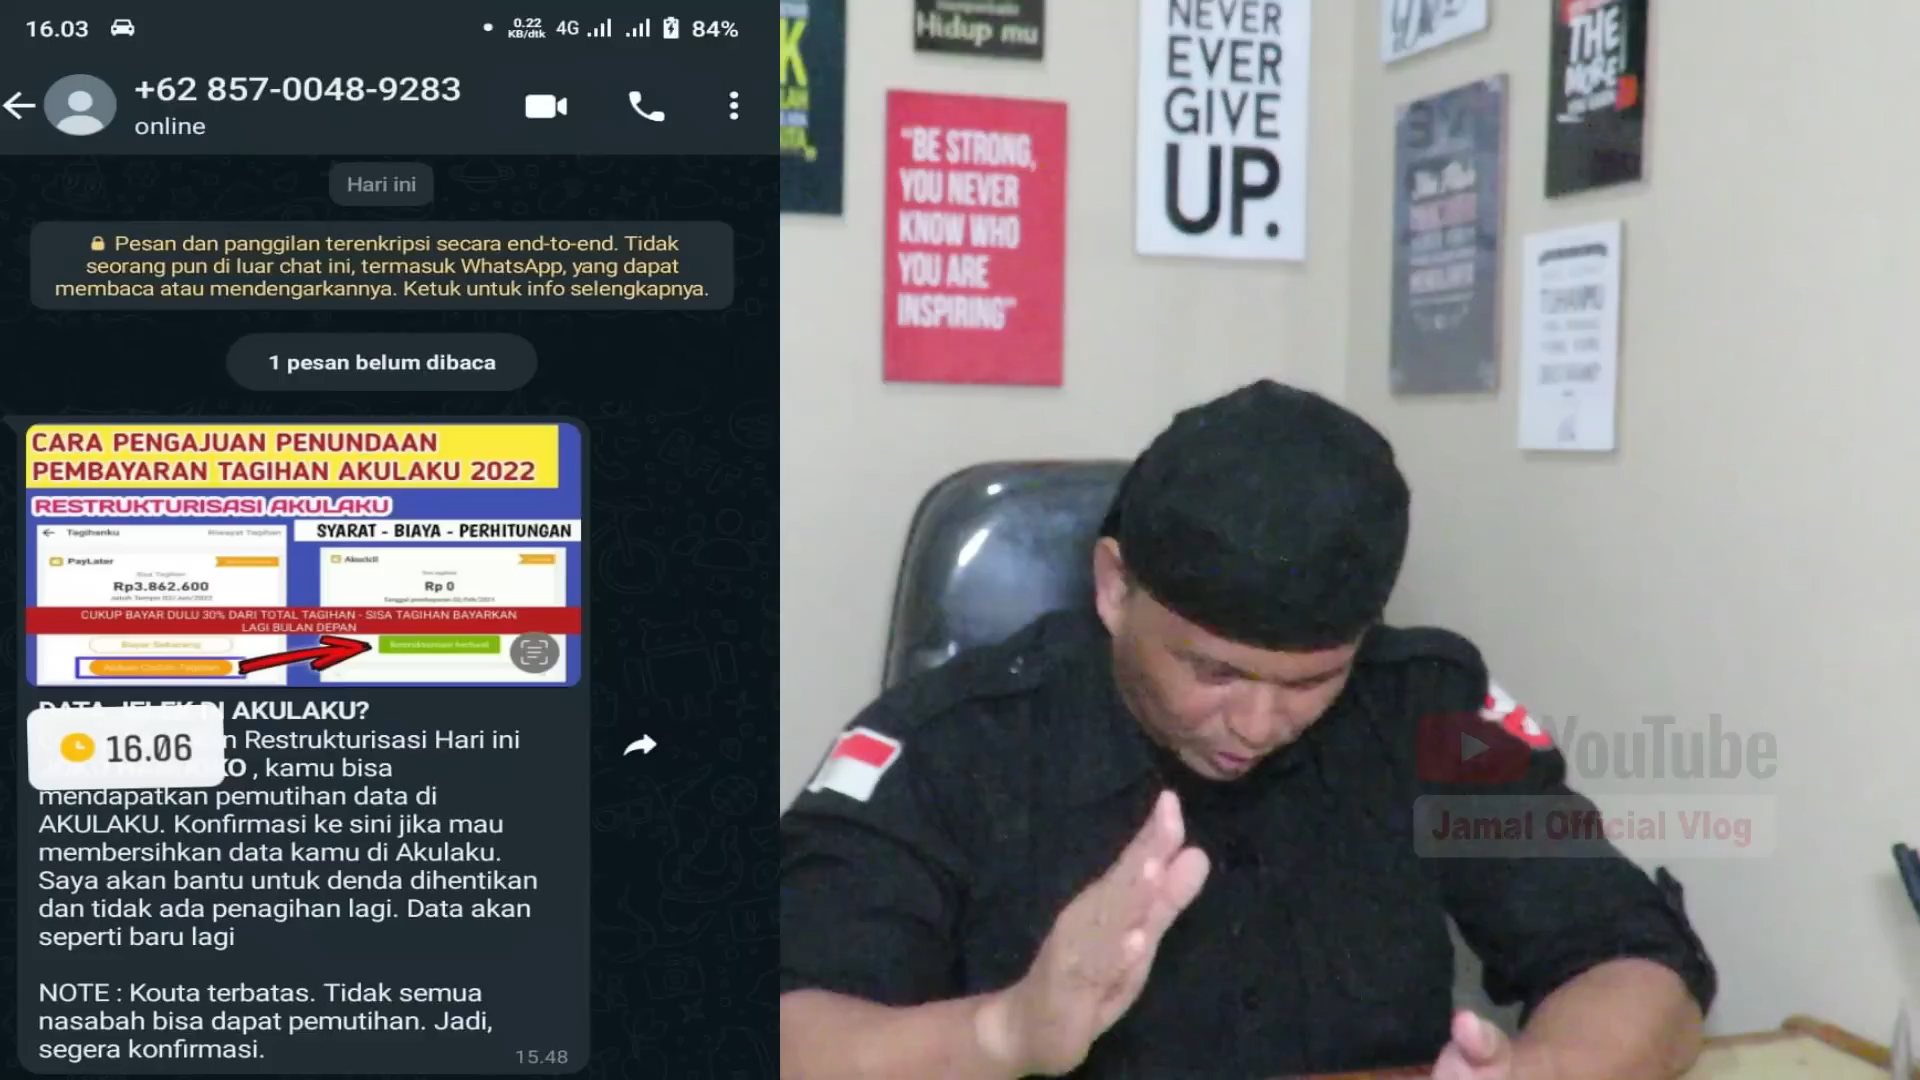 16.03
0.22
KB/dtk
4G
84%
+62 857-0048-9283
online
Hari ini
Pesan dan panggilan terenkripsi secara end-to-end. Tidak
seorang pun di luar chat ini, termasuk WhatsApp, yang dapat
membaca atau mendengarkannya. Ketuk untuk info selengkapnya.
1 pesan belum dibaca
CARA PENGAJUAN PENUNDAAN
PEMBAYARAN TAGIHAN AKULAKU 2022
RESTRUKTURISASI AKULAKU
SYARAT - BIAYA - PERHITUNGAN
Tagihanku
Riwayat Tagihan
PayLater
Rp3.862.600
Rp 0
CUKUP BAYAR DULU 30% DARI TOTAL TAGIHAN - SISA TAGIHAN BAYARKAN
LAGI BULAN DEPAN
Bayar Sekarang
AKULAKU?
16.06
n Restrukturisasi Hari ini
, kamu bisa
mendapatkan pemutihan data di
AKULAKU. Konfirmasi ke sini jika mau
membersihkan data kamu di Akulaku.
Saya akan bantu untuk denda dihentikan
dan tidak ada penagihan lagi. Data akan
seperti baru lagi
NOTE : Kouta terbatas. Tidak semua
nasabah bisa dapat pemutihan. Jadi,
segera konfirmasi.
15.48
Hidup mu
NEVER
EVER
GIVE
UP.
"BE STRONG,
YOU NEVER
KNOW WHO
YOU ARE
INSPIRING"
THE
MORE
YouTube
Jamal Official Vlog